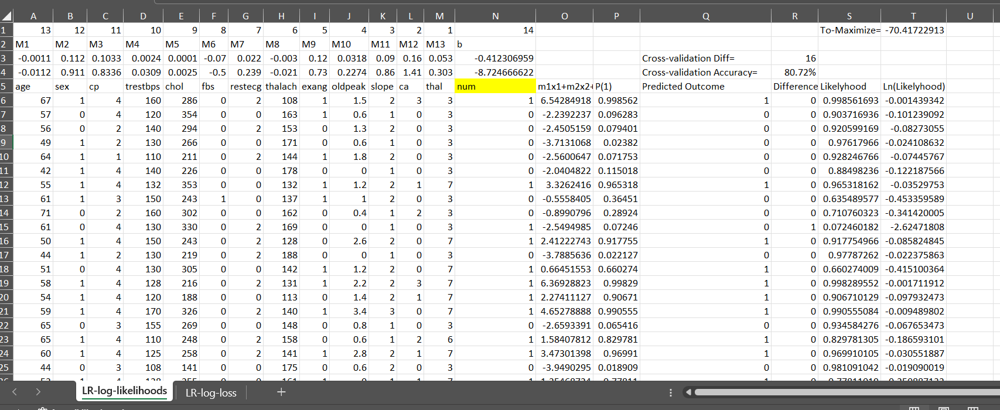 A B C D E F G H I J K L M N O P Q R S T U
1 13 12 11 10 9 8 7 6 5 4 3 2 1 14 To-Maximize= -70.41722913
2 M1 M2 M3 M4 M5 M6 M7 M8 M9 M10 M11 M12 M13 b
3 -0.0011 0.112 0.1033 0.0024 0.0001 -0.07 0.022 -0.003 0.12 0.0318 0.09 0.16 0.053 -0.412306959 Cross-validation Diff= 16
4 -0.0112 0.911 0.8336 0.0309 0.0025 -0.5 0.239 -0.021 0.73 0.2274 0.86 1.41 0.303 -8.724666622 Cross-validation Accuracy= 80.72%
5 age sex cp trestbps chol fbs restecg thalach exang oldpeak slope ca thal num m1x1+m2x2+ P(1) Predicted Outcome Difference Likelyhood Ln(Likelyhood)
6 67 1 4 160 286 0 2 108 1 1.5 2 3 3 1 6.54284918 0.998562 1 0 0.998561693 -0.001439342
7 57 0 4 120 354 0 0 163 1 0.6 1 0 3 0 -2.2392237 0.096283 0 0 0.903716936 -0.101239092
8 56 0 2 140 294 0 2 153 0 1.3 2 0 3 0 -2.4505159 0.079401 0 0 0.920599169 -0.08273055
9 49 1 2 130 266 0 0 171 0 0.6 1 0 3 0 -3.7131068 0.02382 0 0 0.97617966 -0.024108632
10 64 1 1 110 211 0 2 144 1 1.8 2 0 3 0 -2.5600647 0.071753 0 0 0.928246766 -0.07445767
11 42 1 4 140 226 0 0 178 0 0 1 0 3 0 -2.0404822 0.115018 0 0 0.88498236 -0.122187566
12 55 1 4 132 353 0 0 132 1 1.2 2 1 7 1 3.3262416 0.965318 1 0 0.965318162 -0.03529753
13 61 1 3 150 243 1 0 137 1 1 2 0 3 0 -0.5558405 0.36451 0 0 0.635489577 -0.453359589
14 71 0 2 160 302 0 0 162 0 0.4 1 2 3 0 -0.8990796 0.28924 0 0 0.710760323 -0.341420005
15 61 0 4 130 330 0 2 169 0 0 1 0 3 1 -2.5494985 0.07246 0 1 0.072460182 -2.62471808
16 50 1 4 150 243 0 2 128 0 2.6 2 0 7 1 2.41222743 0.917755 1 0 0.917754966 -0.085824845
17 44 1 2 130 219 0 2 188 0 0 1 0 3 0 -3.7885636 0.022127 0 0 0.97787262 -0.022375863
18 51 0 4 130 305 0 0 142 1 1.2 2 0 7 1 0.66451553 0.660274 1 0 0.660274009 -0.415100364
19 58 1 4 128 216 0 2 131 1 2.2 2 3 7 1 6.36928823 0.99829 1 0 0.998289552 -0.001711912
20 54 1 4 120 188 0 0 113 0 1.4 2 1 7 1 2.27411127 0.90671 1 0 0.906710129 -0.097932473
21 59 1 4 170 326 0 2 140 1 3.4 3 0 7 1 4.65278888 0.990555 1 0 0.990555084 -0.009489802
22 65 0 3 155 269 0 0 148 0 0.8 1 0 3 0 -2.6593391 0.065416 0 0 0.934584276 -0.067653473
23 65 1 4 110 248 0 2 158 0 0.6 1 2 6 1 1.58407812 0.829781 1 0 0.829781305 -0.186593101
24 60 1 4 125 258 0 2 141 1 2.8 2 1 7 1 3.47301398 0.96991 1 0 0.969910105 -0.030551887
25 44 0 3 108 141 0 0 175 0 0.6 2 0 3 0 -3.9490295 0.018909 0 0 0.981091042 -0.019090019
LR-log-likelihoods LR-log-loss